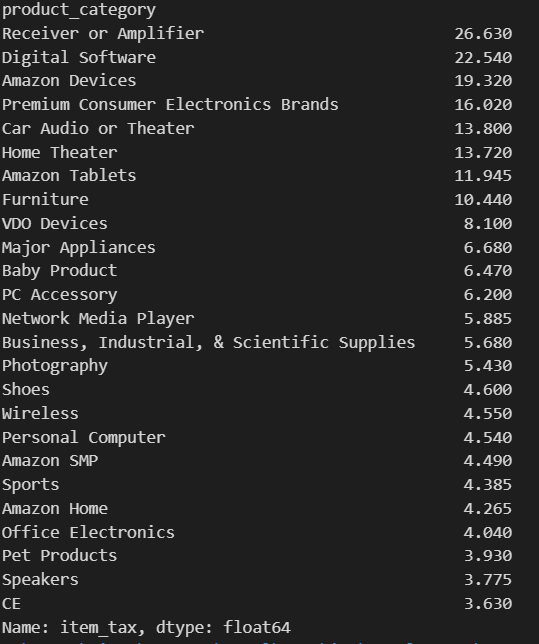 product_category
Receiver or Amplifier 26.630
Digital Software 22.540
Amazon Devices 19.320
Premium Consumer Electronics Brands 16.020
Car Audio or Theater 13.800
Home Theater 13.720
Amazon Tablets 11.945
Furniture 10.440
VDO Devices 8.100
Major Appliances 6.680
Baby Product 6.470
PC Accessory 6.200
Network Media Player 5.885
Business, Industrial, & Scientific Supplies 5.680
Photography 5.430
Shoes 4.600
Wireless 4.550
Personal Computer 4.540
Amazon SMP 4.490
Sports 4.385
Amazon Home 4.265
Office Electronics 4.040
Pet Products 3.930
Speakers 3.775
CE 3.630
Name: item_tax, dtype: float64